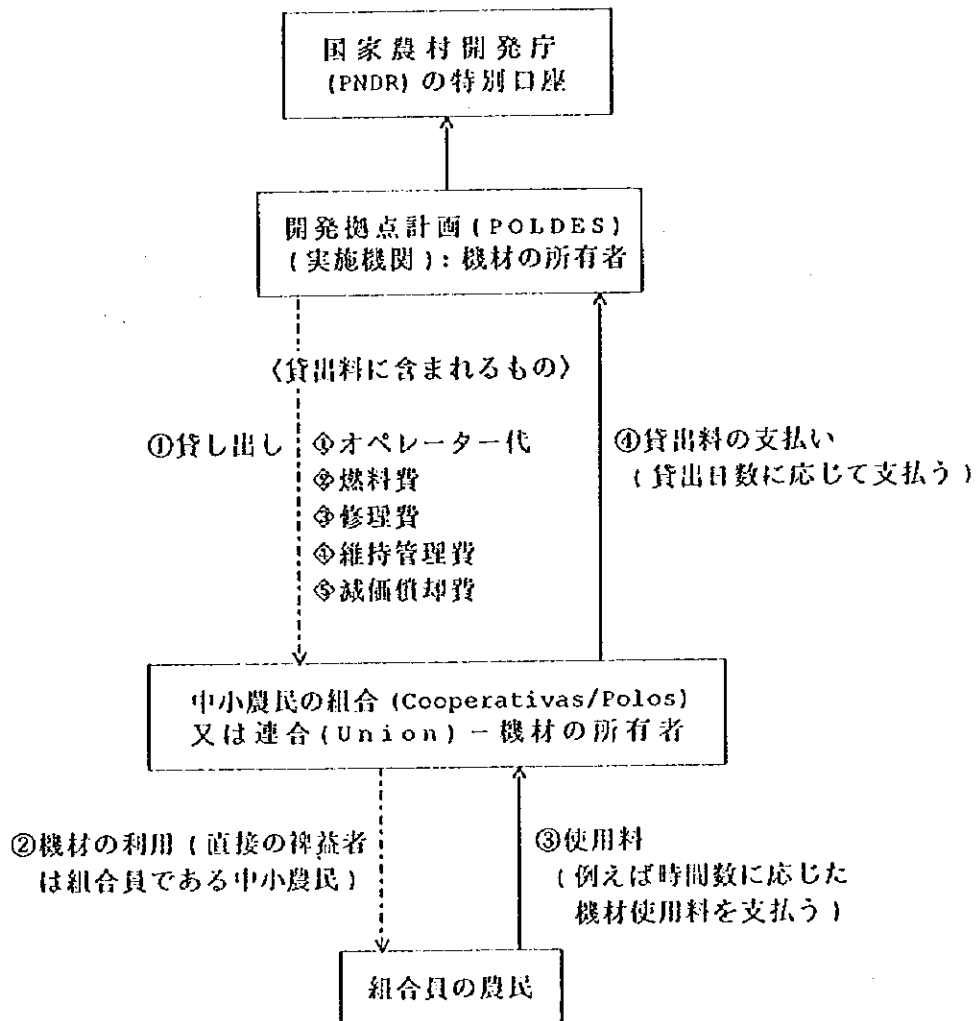 国家農村開発庁
(PNDR)の特別口座
開発拠点計画(POLDES)
(実施機関):機材の所有者
〈貸出料に含まれるもの〉
①貸し出し
①オペレーター代
②燃料費
③修理費
④維持管理費
⑤減価償却費
④貸出料の支払い
(貸出日数に応じて支払う)
中小農民の組合(Cooperativas/Polos)
又は連合(Union)-機材の所有者
②機材の利用(直接の裨益者
は組合員である中小農民)
③使用料
(例えば時間数に応じた
機材使用料を支払う)
組合員の農民